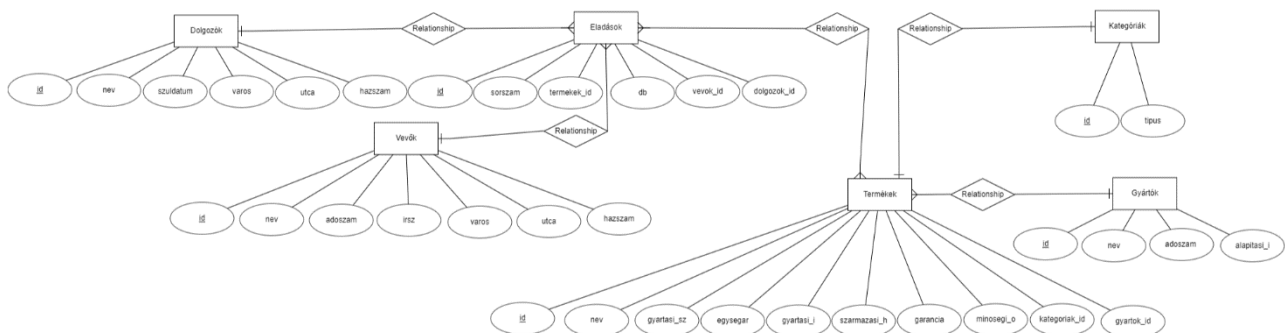 Dolgozók
Relationship
Eladások
Relationship
Relationship
Kategóriák
id
nev
szuldatum
varos
utca
hazszam
id
sorszam
termekek_id
db
vevok_id
dolgozok_id
id
tipus
Vevők
Relationship
id
nev
adoszam
irsz
varos
utca
hazszam
Termékek
Relationship
Gyártók
id
nev
adoszam
alapitasi_i
id
nev
gyartasi_sz
egysegar
gyartasi_i
szarmazasi_h
garancia
minosegi_o
kategoriak_id
gyartok_id